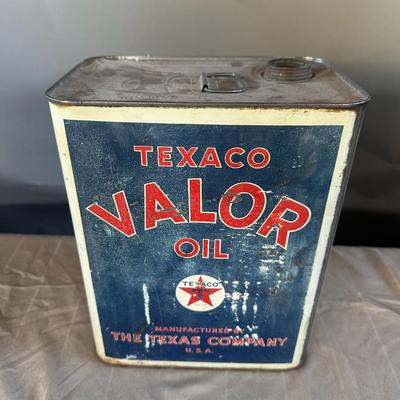 TEXACO
VALOR
OIL
TEXACO
T
MANUFACTURED BY
THE TEXAS COMPANY
U.S.A.